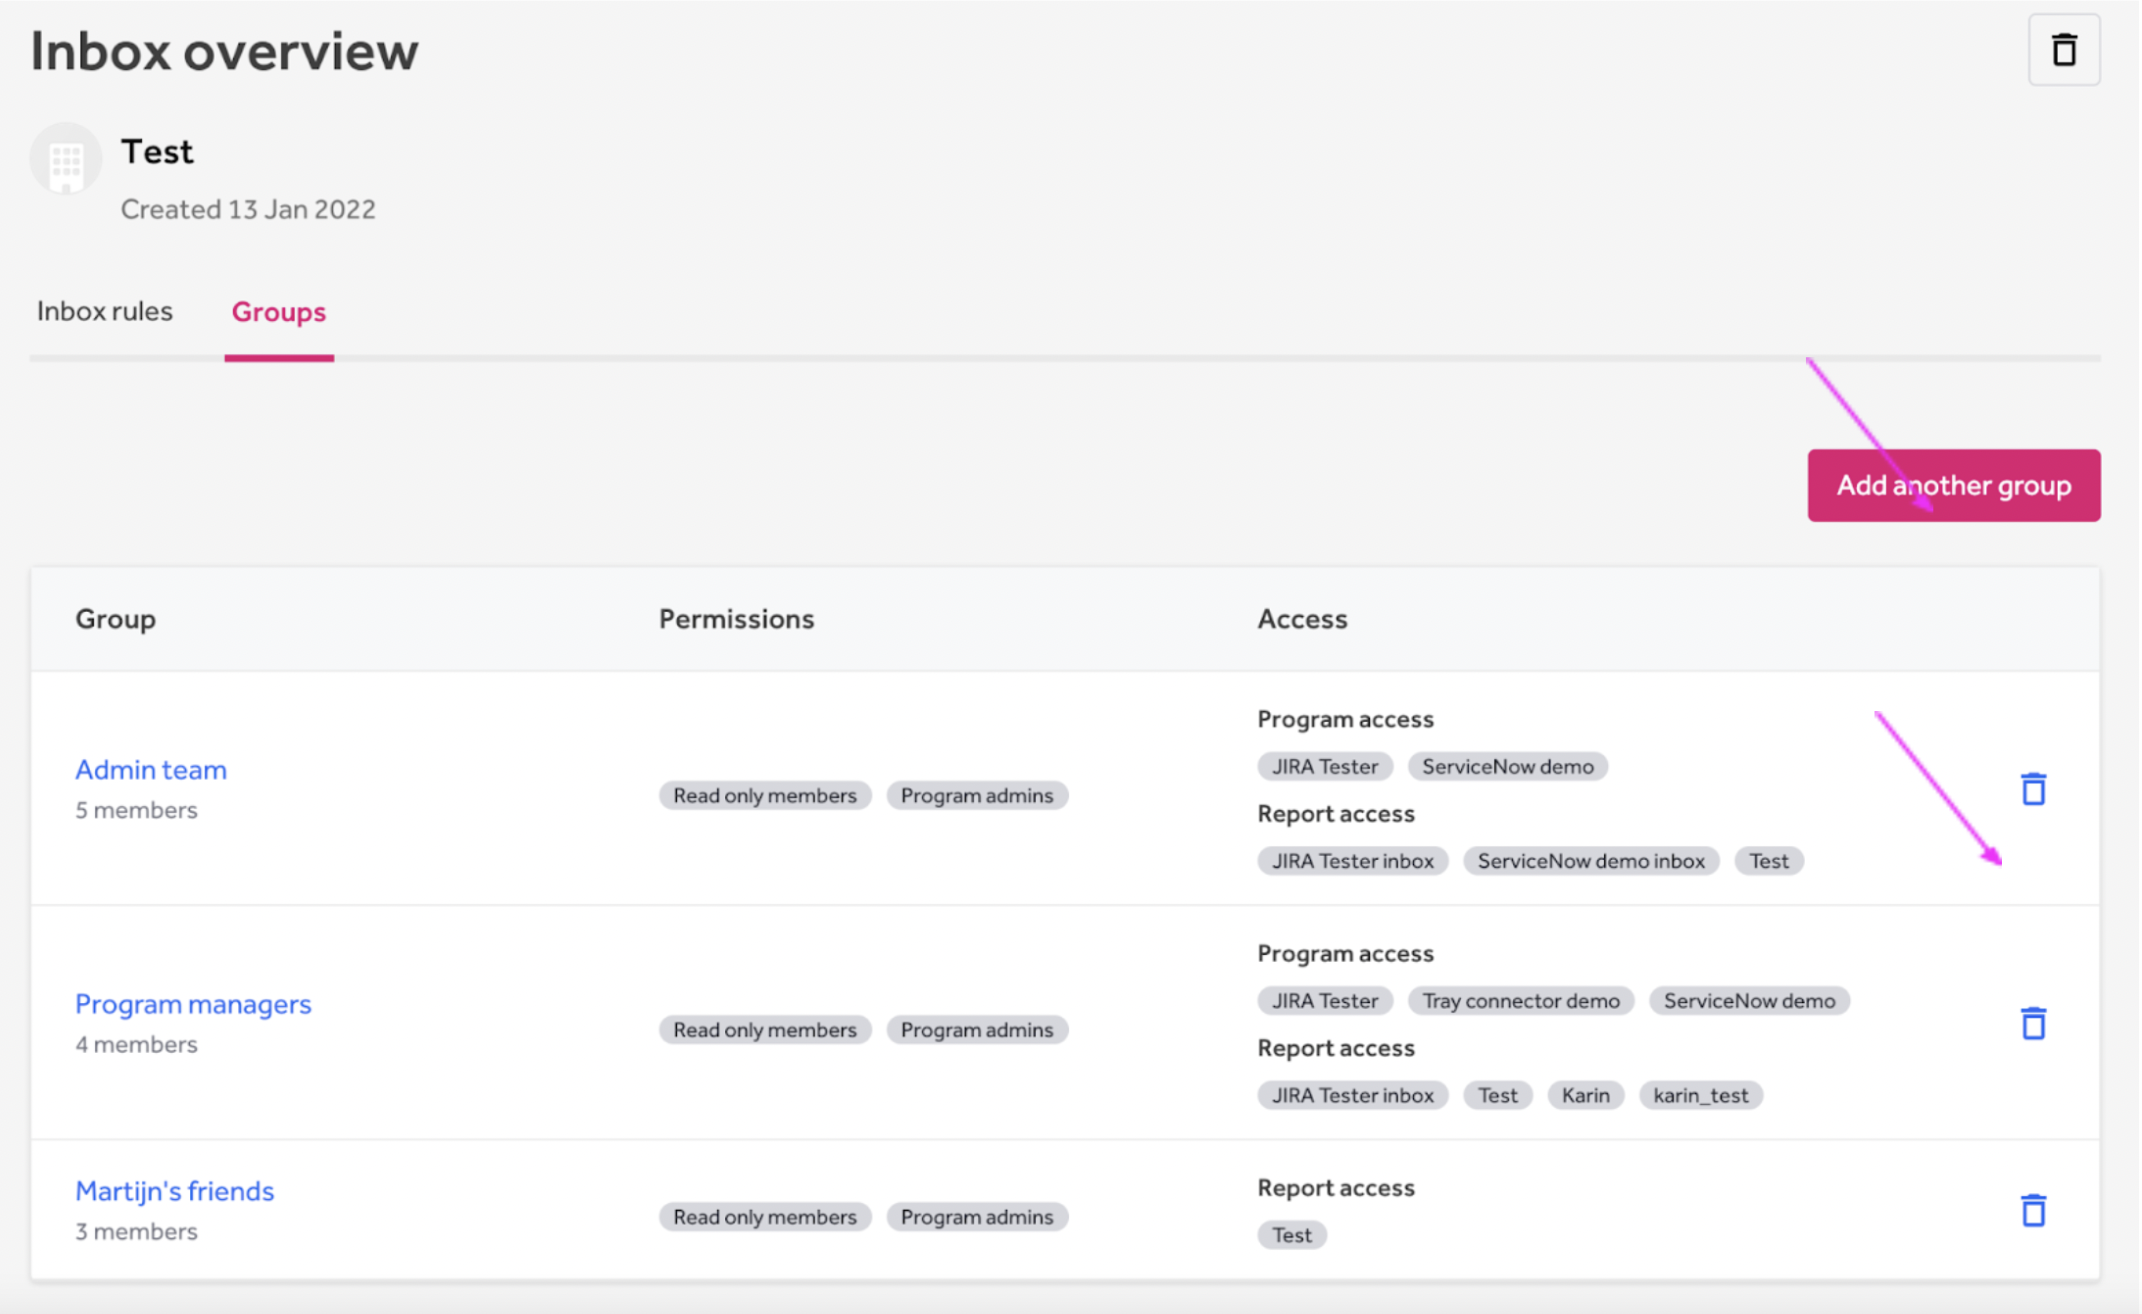 Inbox overview
Test
Created 13 Jan 2022
Inbox rules Groups
Add another group
Group Permissions Access
Admin team
5 members
Read only members Program admins
Program access
JIRA Tester ServiceNow demo
Report access
JIRA Tester inbox ServiceNow demo inbox Test
Program managers
4 members
Read only members Program admins
Program access
JIRA Tester Tray connector demo ServiceNow demo
Report access
JIRA Tester inbox Test Karin karin_test
Martijn's friends
3 members
Read only members Program admins
Report access
Test